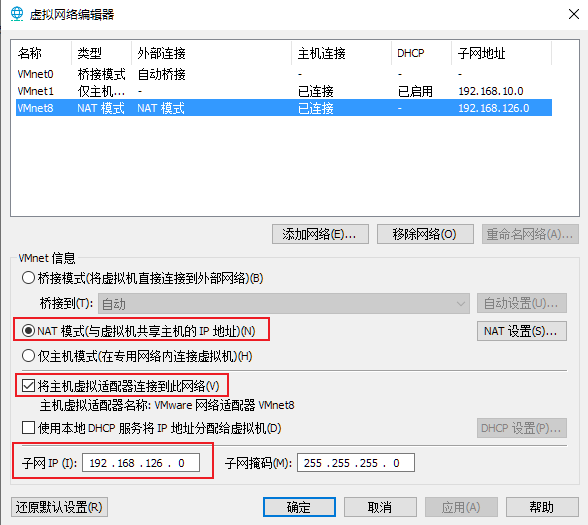 虚拟网络编辑器
名称 类型 外部连接 主机连接 DHCP 子网地址
VMnet0 桥接模式 自动桥接 - - -
VMnet1 仅主机... - 已连接 已启用 192.168.10.0
VMnet8 NAT 模式 NAT 模式 已连接 - 192.168.126.0
添加网络(E)... 移除网络(O) 重命名网络(A)...
VMnet 信息
桥接模式(将虚拟机直接连接到外部网络)(B)
桥接到(T): 自动 自动设置(U)...
NAT 模式(与虚拟机共享主机的 IP 地址)(N) NAT 设置(S)...
仅主机模式(在专用网络内连接虚拟机)(H)
将主机虚拟适配器连接到此网络(V)
主机虚拟适配器名称: VMware 网络适配器 VMnet8
使用本地 DHCP 服务将 IP 地址分配给虚拟机(D) DHCP 设置(P)...
子网 IP (I): 192 .168 .126 . 0 子网掩码(M): 255 .255 .255 . 0
还原默认设置(R) 确定 取消 应用(A) 帮助